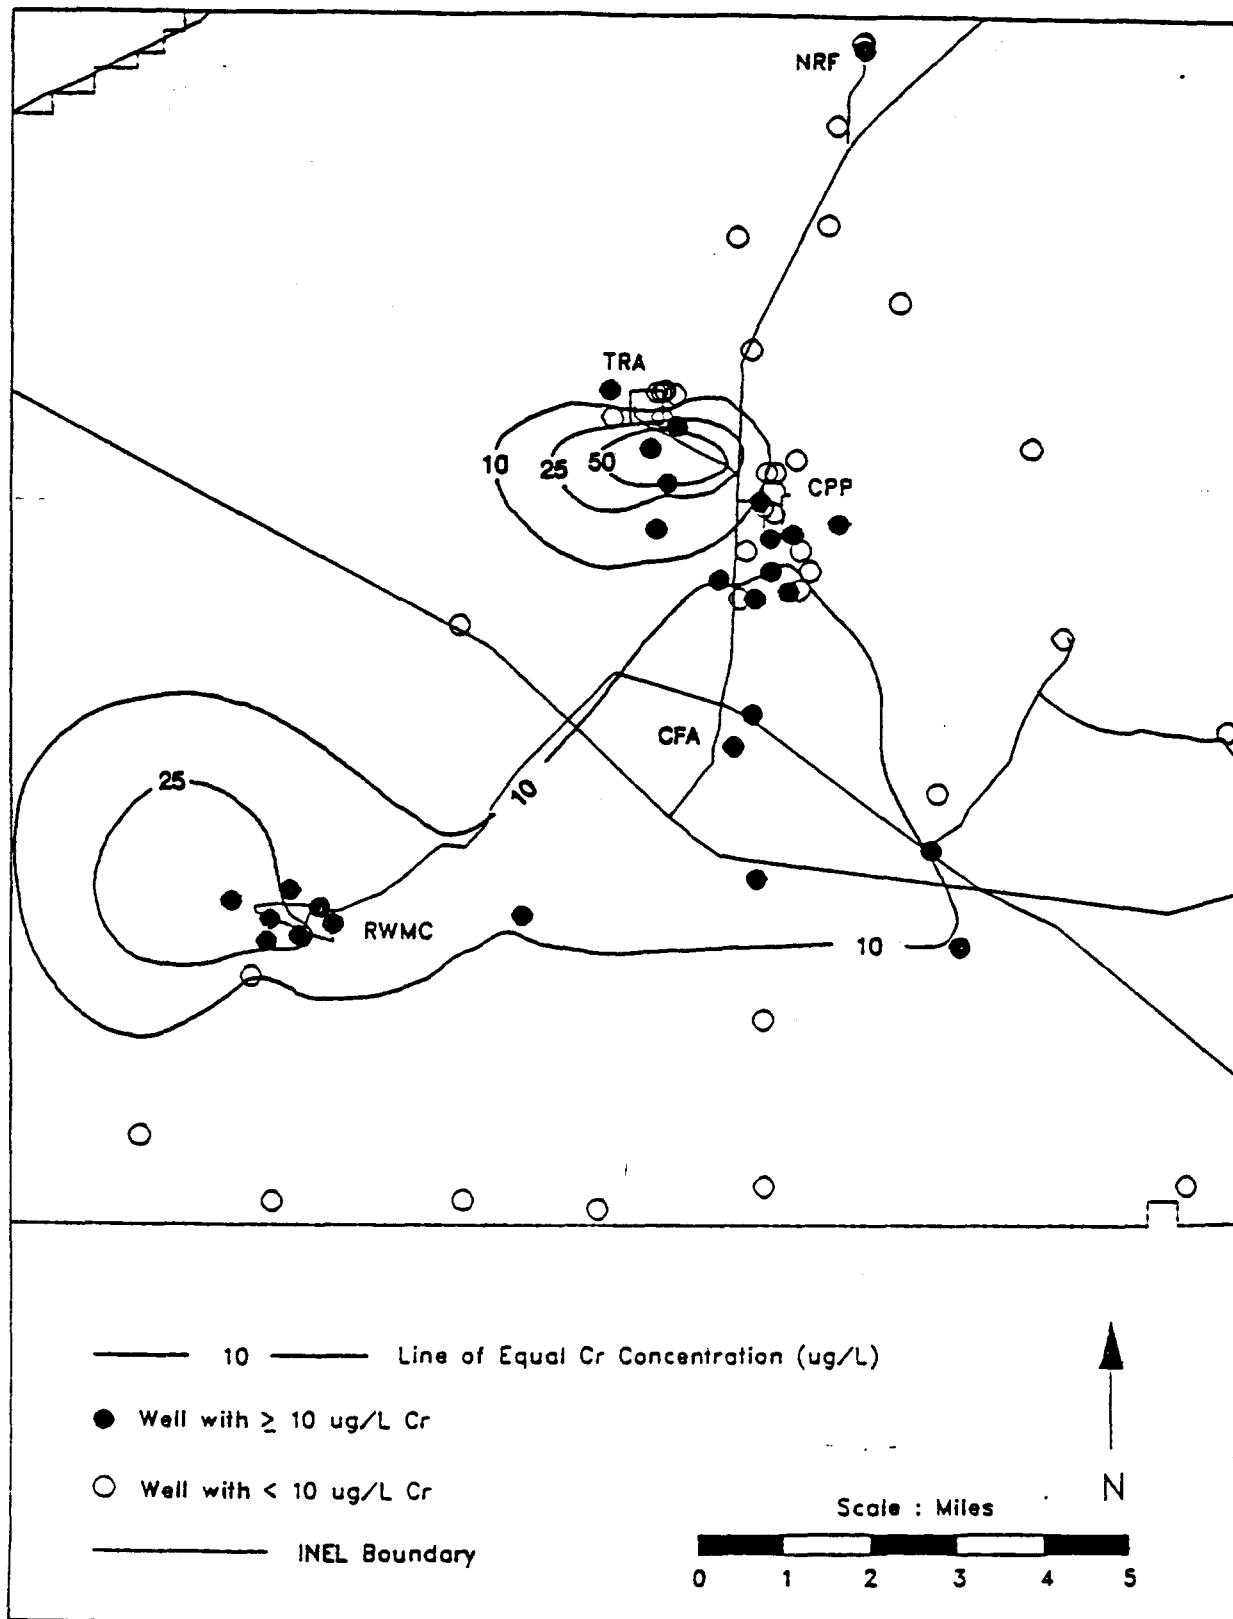 NRF
TRA
10
25
50
CPP
CFA
25
10
RWMC
10
10 Line of Equal Cr Concentration (ug/L)
Well with ≥ 10 ug/L Cr
Well with < 10 ug/L Cr
INEL Boundary
N
Scale : Miles
0 1 2 3 4 5